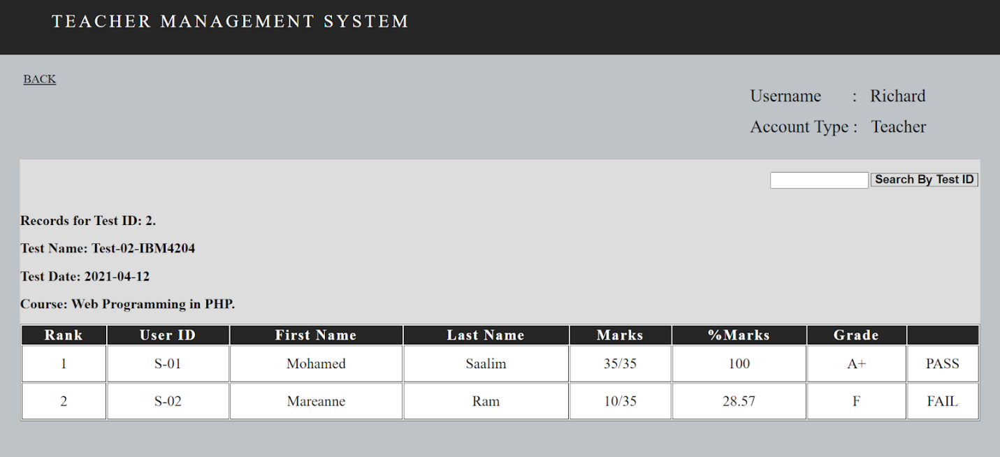 TEACHER MANAGEMENT SYSTEM
BACK
Username : Richard
Account Type : Teacher
Search By Test ID
Records for Test ID: 2.
Test Name: Test-02-IBM4204
Test Date: 2021-04-12
Course: Web Programming in PHP.
Rank User ID First Name Last Name Marks %Marks Grade
1 S-01 Mohamed Saalim 35/35 100 A+ PASS
2 S-02 Mareanne Ram 10/35 28.57 F FAIL